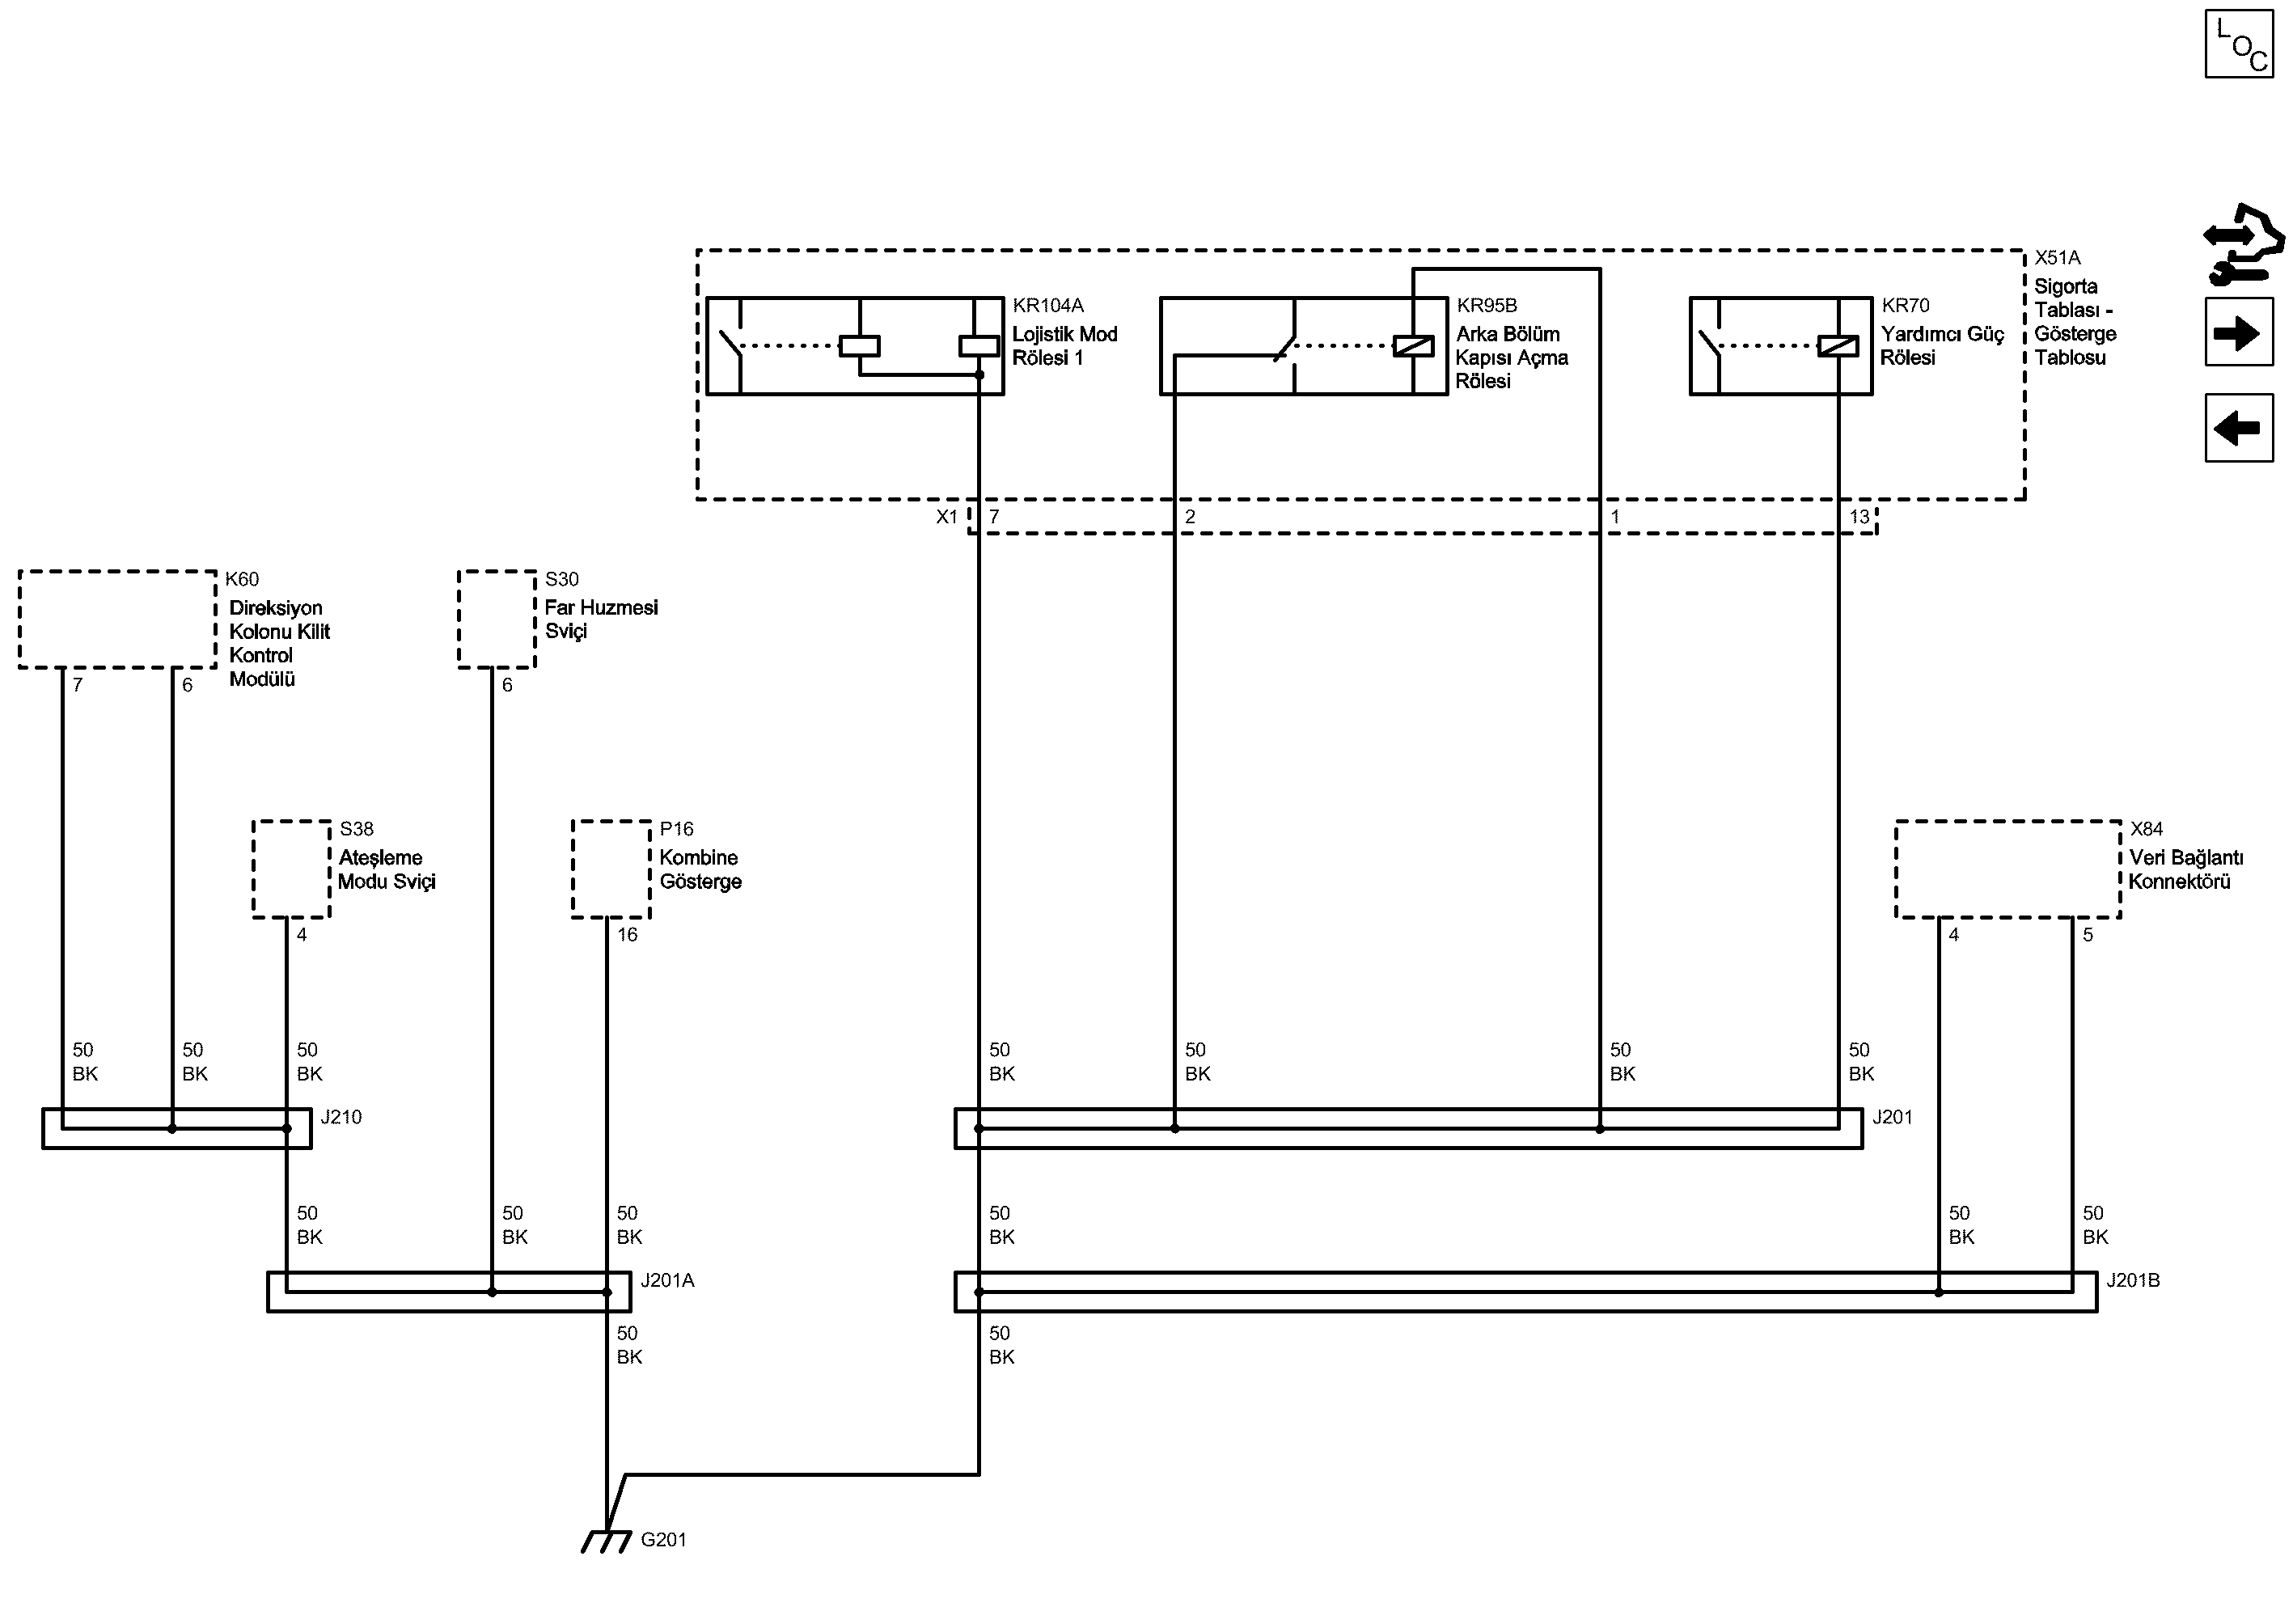 LOC
X51A
Sigorta
Tablası -
Gösterge
Tablosu
KR104A
Lojistik Mod
Rölesi 1
KR95B
Arka Bölüm
Kapısı Açma
Rölesi
KR70
Yardımcı Güç
Rölesi
X1 7 2 1 13
K60
Direksiyon
Kolonu Kilit
Kontrol
Modülü
7 6
S30
Far Huzmesi
Sviçi
6
S38
Ateşleme
Modu Sviçi
4
P16
Kombine
Gösterge
16
X84
Veri Bağlantı
Konnektörü
4 5
50 50 50 50 50 50 50
BK BK BK BK BK BK BK
J210 J201
50 50 50 50 50 50
BK BK BK BK BK BK
J201A J201B
50 50
BK BK
G201